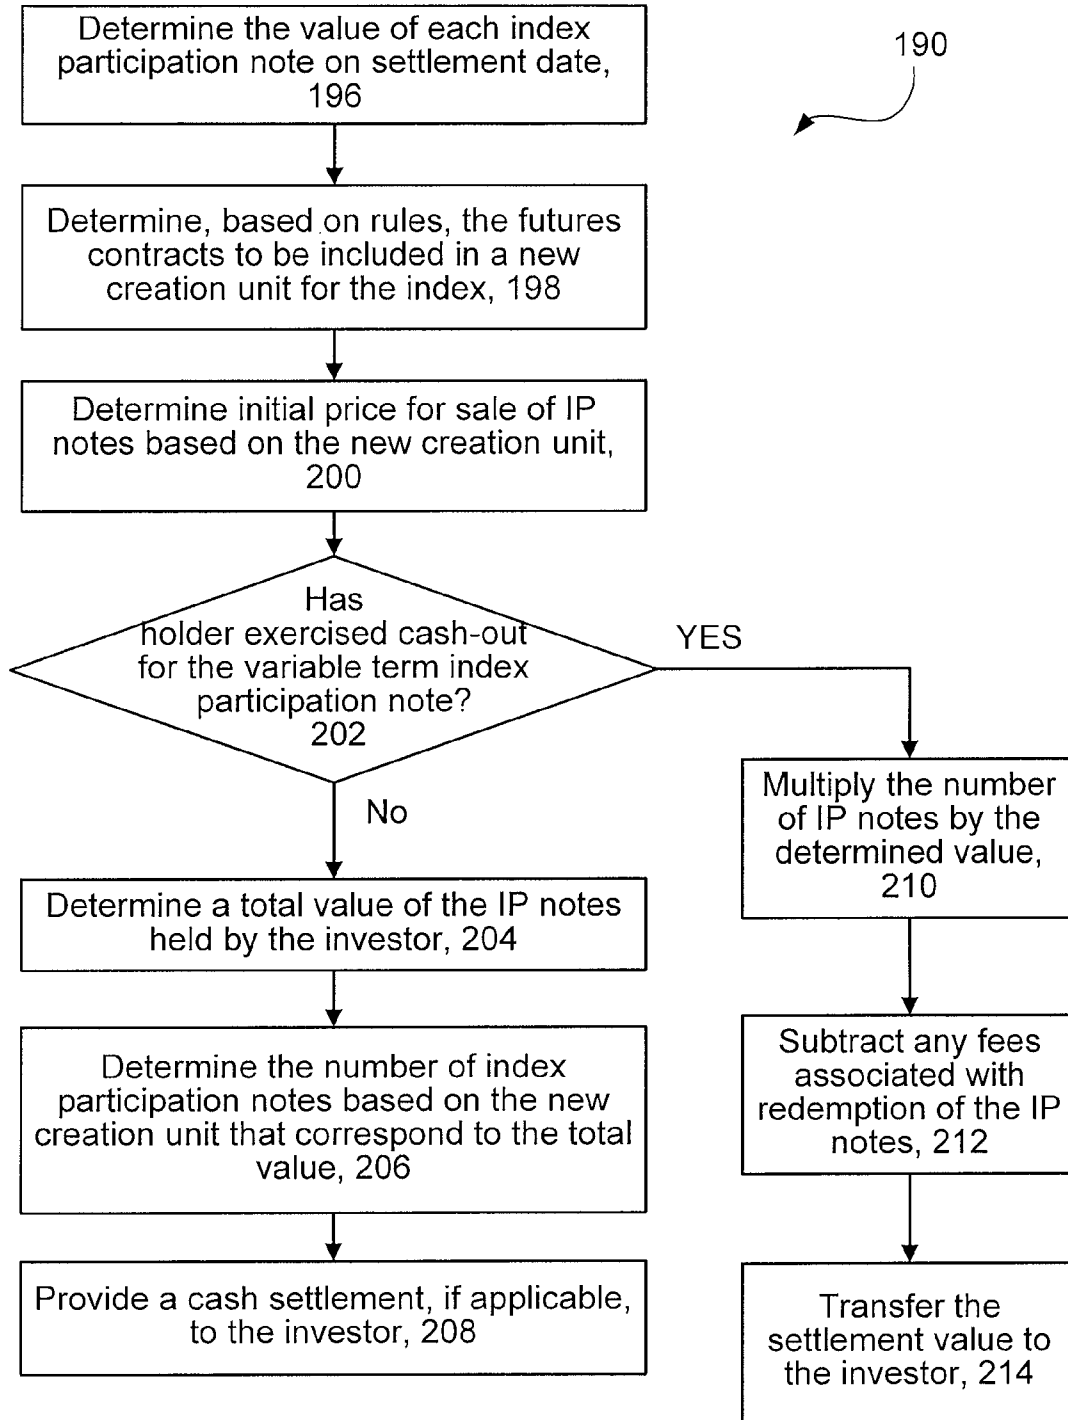 Determine the value of each index
participation note on settlement date,
196
190
Determine, based on rules, the futures
contracts to be included in a new
creation unit for the index, 198
Determine initial price for sale of IP
notes based on the new creation unit,
200
Has
holder exercised cash-out
for the variable term index
participation note?
202
YES
No
Multiply the number
of IP notes by the
determined value,
210
Determine a total value of the IP notes
held by the investor, 204
Subtract any fees
associated with
redemption of the IP
notes, 212
Determine the number of index
participation notes based on the new
creation unit that correspond to the total
value, 206
Provide a cash settlement, if applicable,
to the investor, 208
Transfer the
settlement value to
the investor, 214